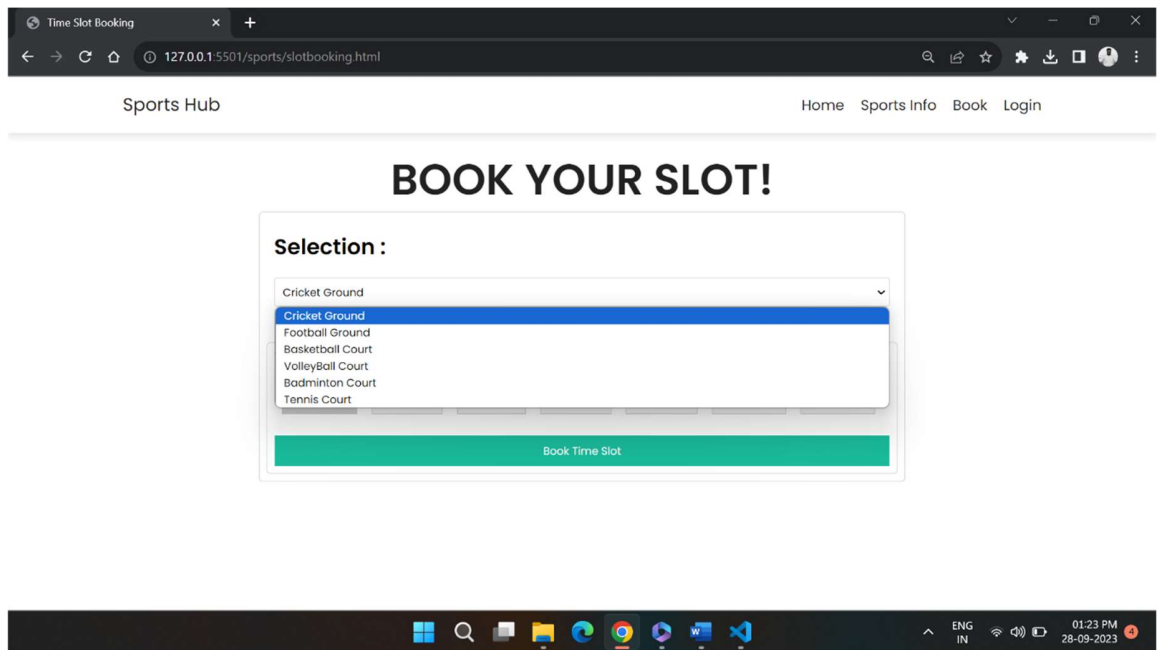 Time Slot Booking
127.0.0.1:5501/sports/slotbooking.html
Sports Hub
Home Sports Info Book Login
BOOK YOUR SLOT!
Selection :
Cricket Ground
Cricket Ground
Football Ground
Basketball Court
VolleyBall Court
Badminton Court
Tennis Court
Book Time Slot
ENG
IN
01:23 PM
28-09-2023
4